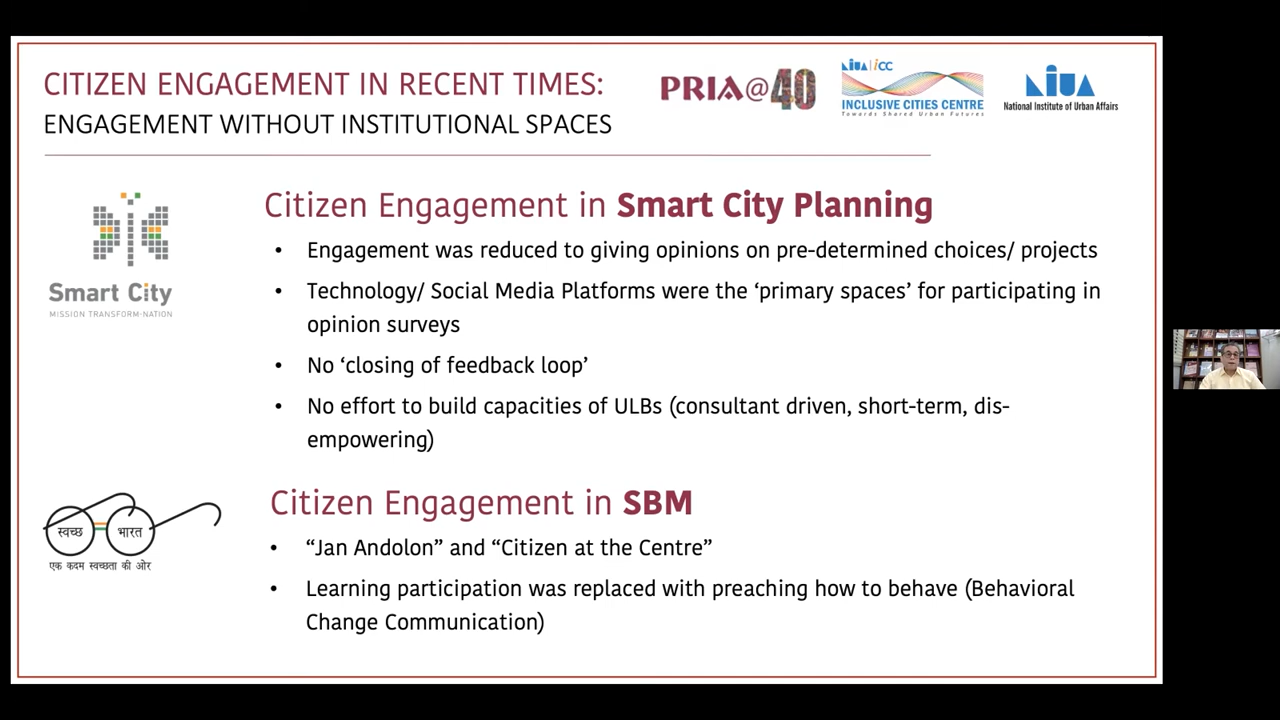 CITIZEN ENGAGEMENT IN RECENT TIMES:
ENGAGEMENT WITHOUT INSTITUTIONAL SPACES
PRIA@40
NIUA | iCC
INCLUSIVE CITIES CENTRE
Towards Shared Urban Futures
NIUA
National Institute of Urban Affairs
Smart City
MISSION TRANSFORM-NATION
Citizen Engagement in Smart City Planning
• Engagement was reduced to giving opinions on pre-determined choices/ projects
• Technology/ Social Media Platforms were the ‘primary spaces’ for participating in
opinion surveys
• No ‘closing of feedback loop’
• No effort to build capacities of ULBs (consultant driven, short-term, dis-
empowering)
स्वच्छ भारत
एक कदम स्वच्छता की ओर
Citizen Engagement in SBM
• “Jan Andolon” and “Citizen at the Centre”
• Learning participation was replaced with preaching how to behave (Behavioral
Change Communication)